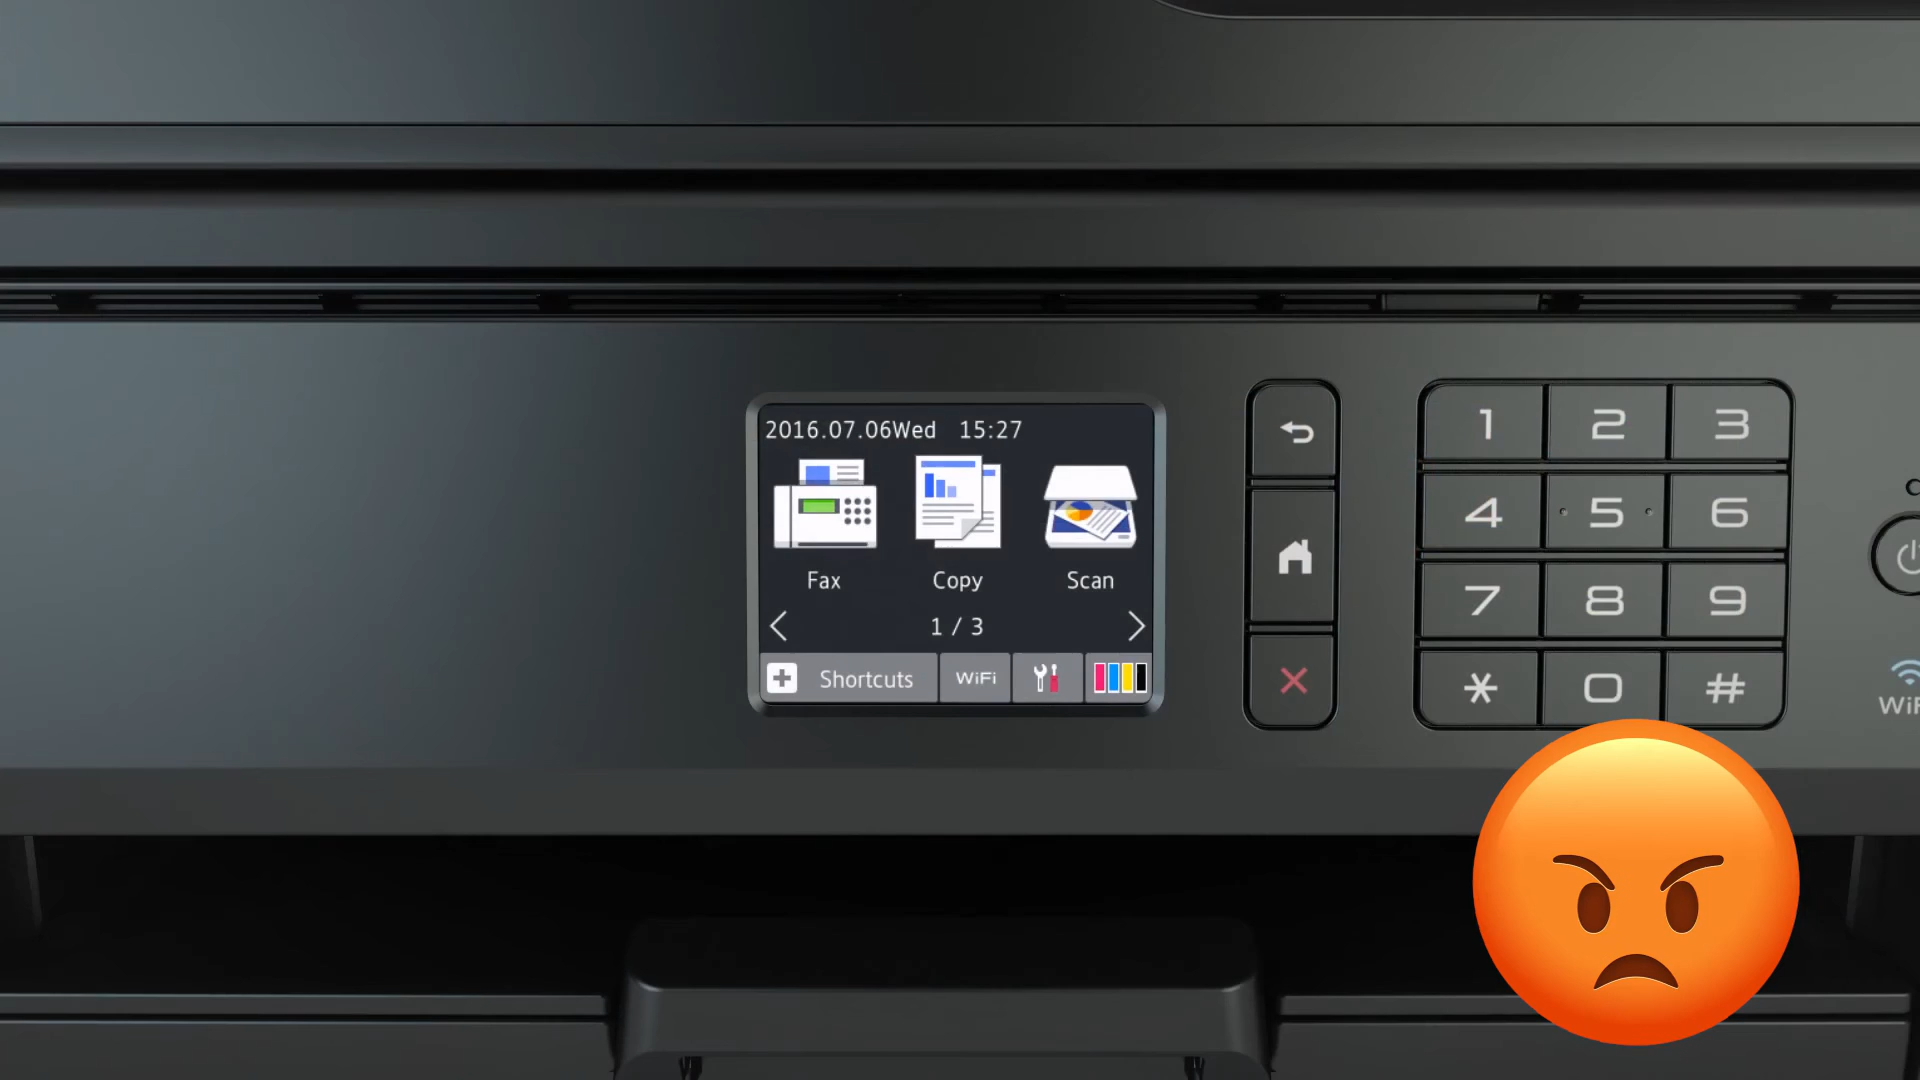 2016.07.06Wed 15:27
Fax Copy Scan
1 / 3
Shortcuts WiFi
1 2 3
4 5 6
7 8 9
* 0 #